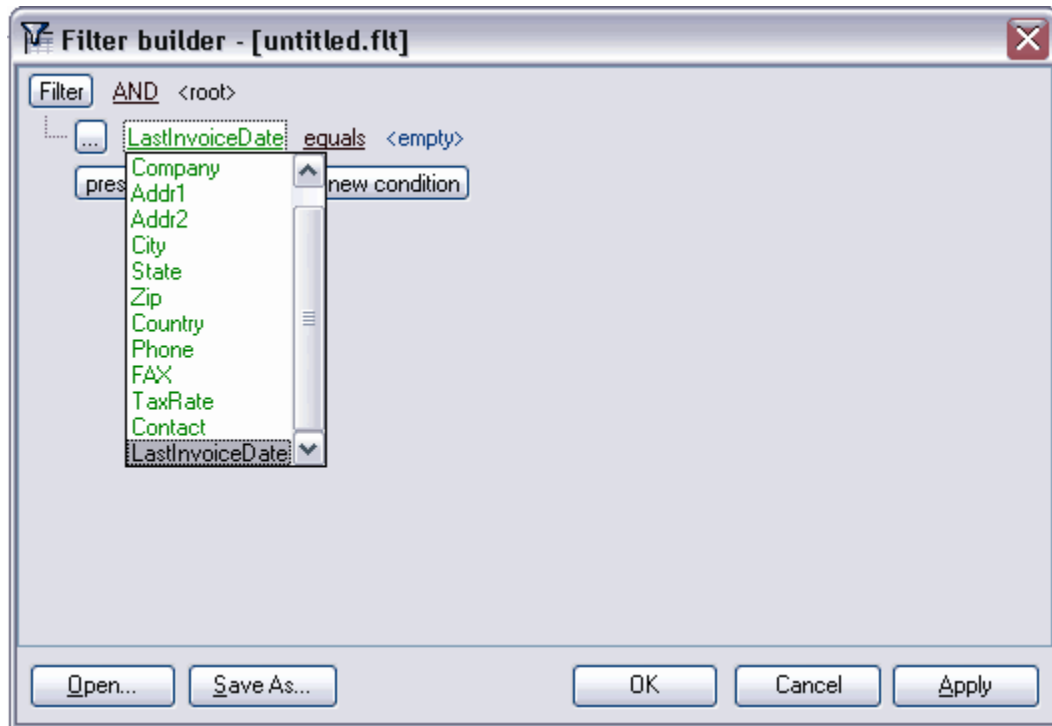 Filter builder - [untitled.flt]
Filter AND <root>
... LastInvoiceDate equals <empty>
pres new condition
Company
Addr1
Addr2
City
State
Zip
Country
Phone
FAX
TaxRate
Contact
LastInvoiceDate
Open... Save As... OK Cancel Apply